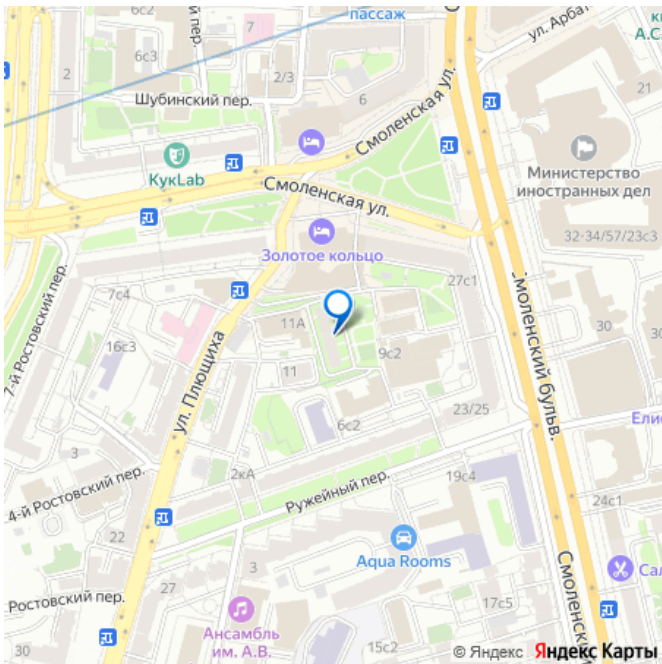 6с2
пассаж
ул. Арбат
пер.
6с3
2
2/3
6
21
Шубинский пер.
Смоленская ул.
КукLab
Министерство
иностранных дел
Смоленская ул.
32-34/57/23с3
Золотое кольцо
27с1
7-й Ростовский пер.
7с4
11А
30
16с3
9с2
30
ул. Плющиха
11
Смоленский бульв.
23/25
6с2
3
2кА
19с4
4-й Ростовский пер.
Ружейный пер.
24с1
22
Aqua Rooms
Смоленск
3
27
Ростовский пер.
17с5
Ансамбль
им. А.В.
15с2
30
© Яндекс Яндекс Карты